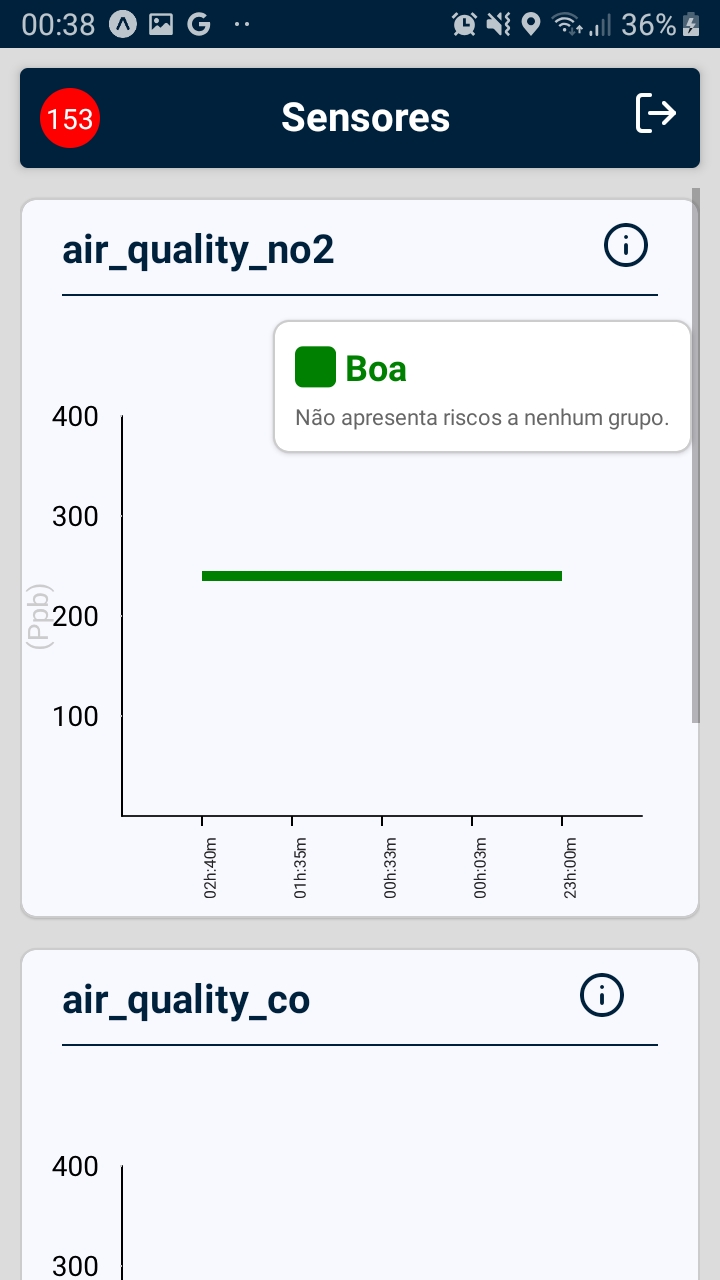 00:38
36%
153
Sensores
air_quality_no2
Boa
Não apresenta riscos a nenhum grupo.
400
300
(Ppb)
200
100
02h:40m
01h:35m
00h:33m
00h:03m
23h:00m
air_quality_co
400
300